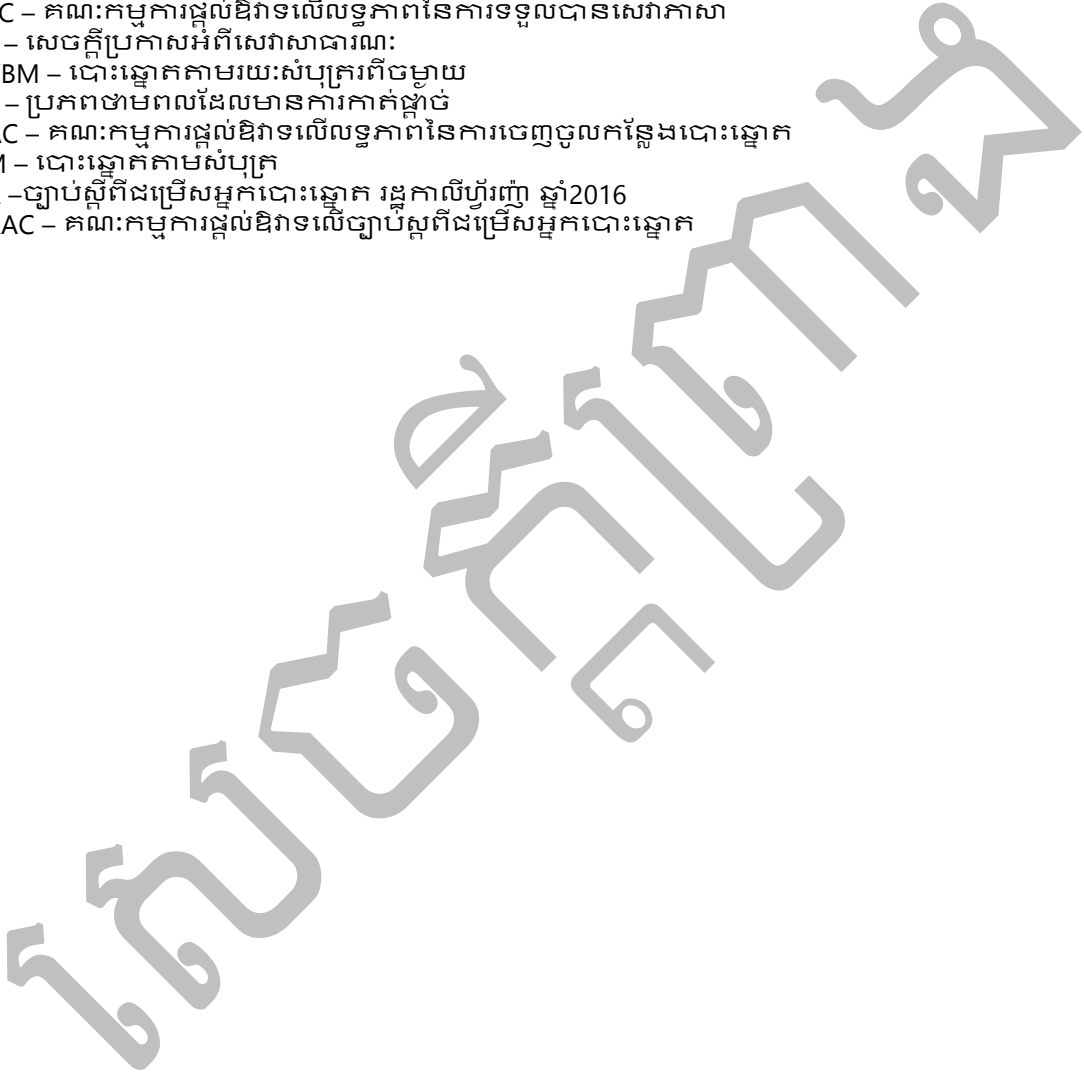 C – គណៈកម្មការផ្តល់ឱវាទលើលទ្ធភាពនៃការទទួលបានសេវាភាសា
– សេចក្តីប្រកាសអំពីសេវាសាធារណៈ
BM – បោះឆ្នោតតាមរយៈសំបុត្រពីចម្ងាយ
– ប្រភពថាមពលដែលមានការកាត់ផ្តាច់
AC – គណៈកម្មការផ្តល់ឱវាទលើលទ្ធភាពនៃការចេញចូលកន្លែងបោះឆ្នោត
– បោះឆ្នោតតាមសំបុត្រ
–ច្បាប់ស្តីពីជម្រើសអ្នកបោះឆ្នោត រដ្ឋកាលីហ្វ័រញ៉ា ឆ្នាំ2016
AC – គណៈកម្មការផ្តល់ឱវាទលើច្បាប់ស្តពីជម្រើសអ្នកបោះឆ្នោត
សេចក្តីព្រាង